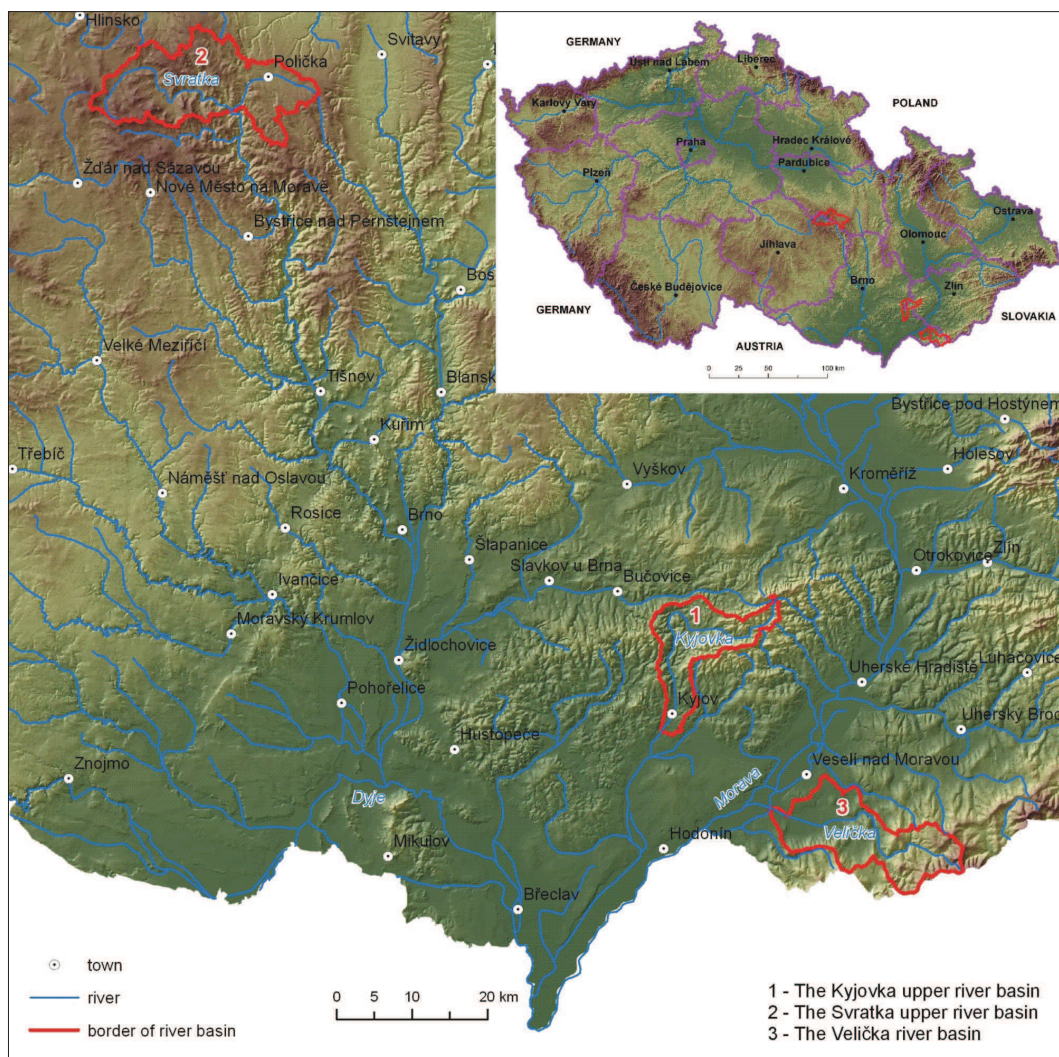 Hlinsko
Svitavy
2
Polička
Svratka
Žďár nad Sázavou
Nové Město na Moravě
Bystřice nad Pernštejnem
Bos
Velké Meziříčí
Tišnov
Blansk
Kuřim
Třebíč
Náměšť nad Oslavou
Rosice
Brno
Vyškov
Kroměříž
Bystřice pod Hostýnem
Holešov
Šlapanice
Slavkov u Brna
Bučovice
Otrokovice
Zlín
Ivančice
Moravský Krumlov
Židlochovice
1
Kyjovka
Uherské Hradiště
Luhačovice
Pohořelice
Kyjov
Uherský Brod
Hustopeče
Znojmo
Dyje
Morava
Veselí nad Moravou
3
Velička
Mikulov
Hodonín
Břeclav
GERMANY
Ústí nad Labem
Liberec
POLAND
Karlovy Vary
Praha
Hradec Králové
Pardubice
Plzeň
Ostrava
Olomouc
Jihlava
České Budějovice
Brno
Zlín
GERMANY
SLOVAKIA
AUSTRIA
0 25 50 100 km
town
river
border of river basin
0 5 10 20 km
1 - The Kyjovka upper river basin
2 - The Svratka upper river basin
3 - The Velička river basin